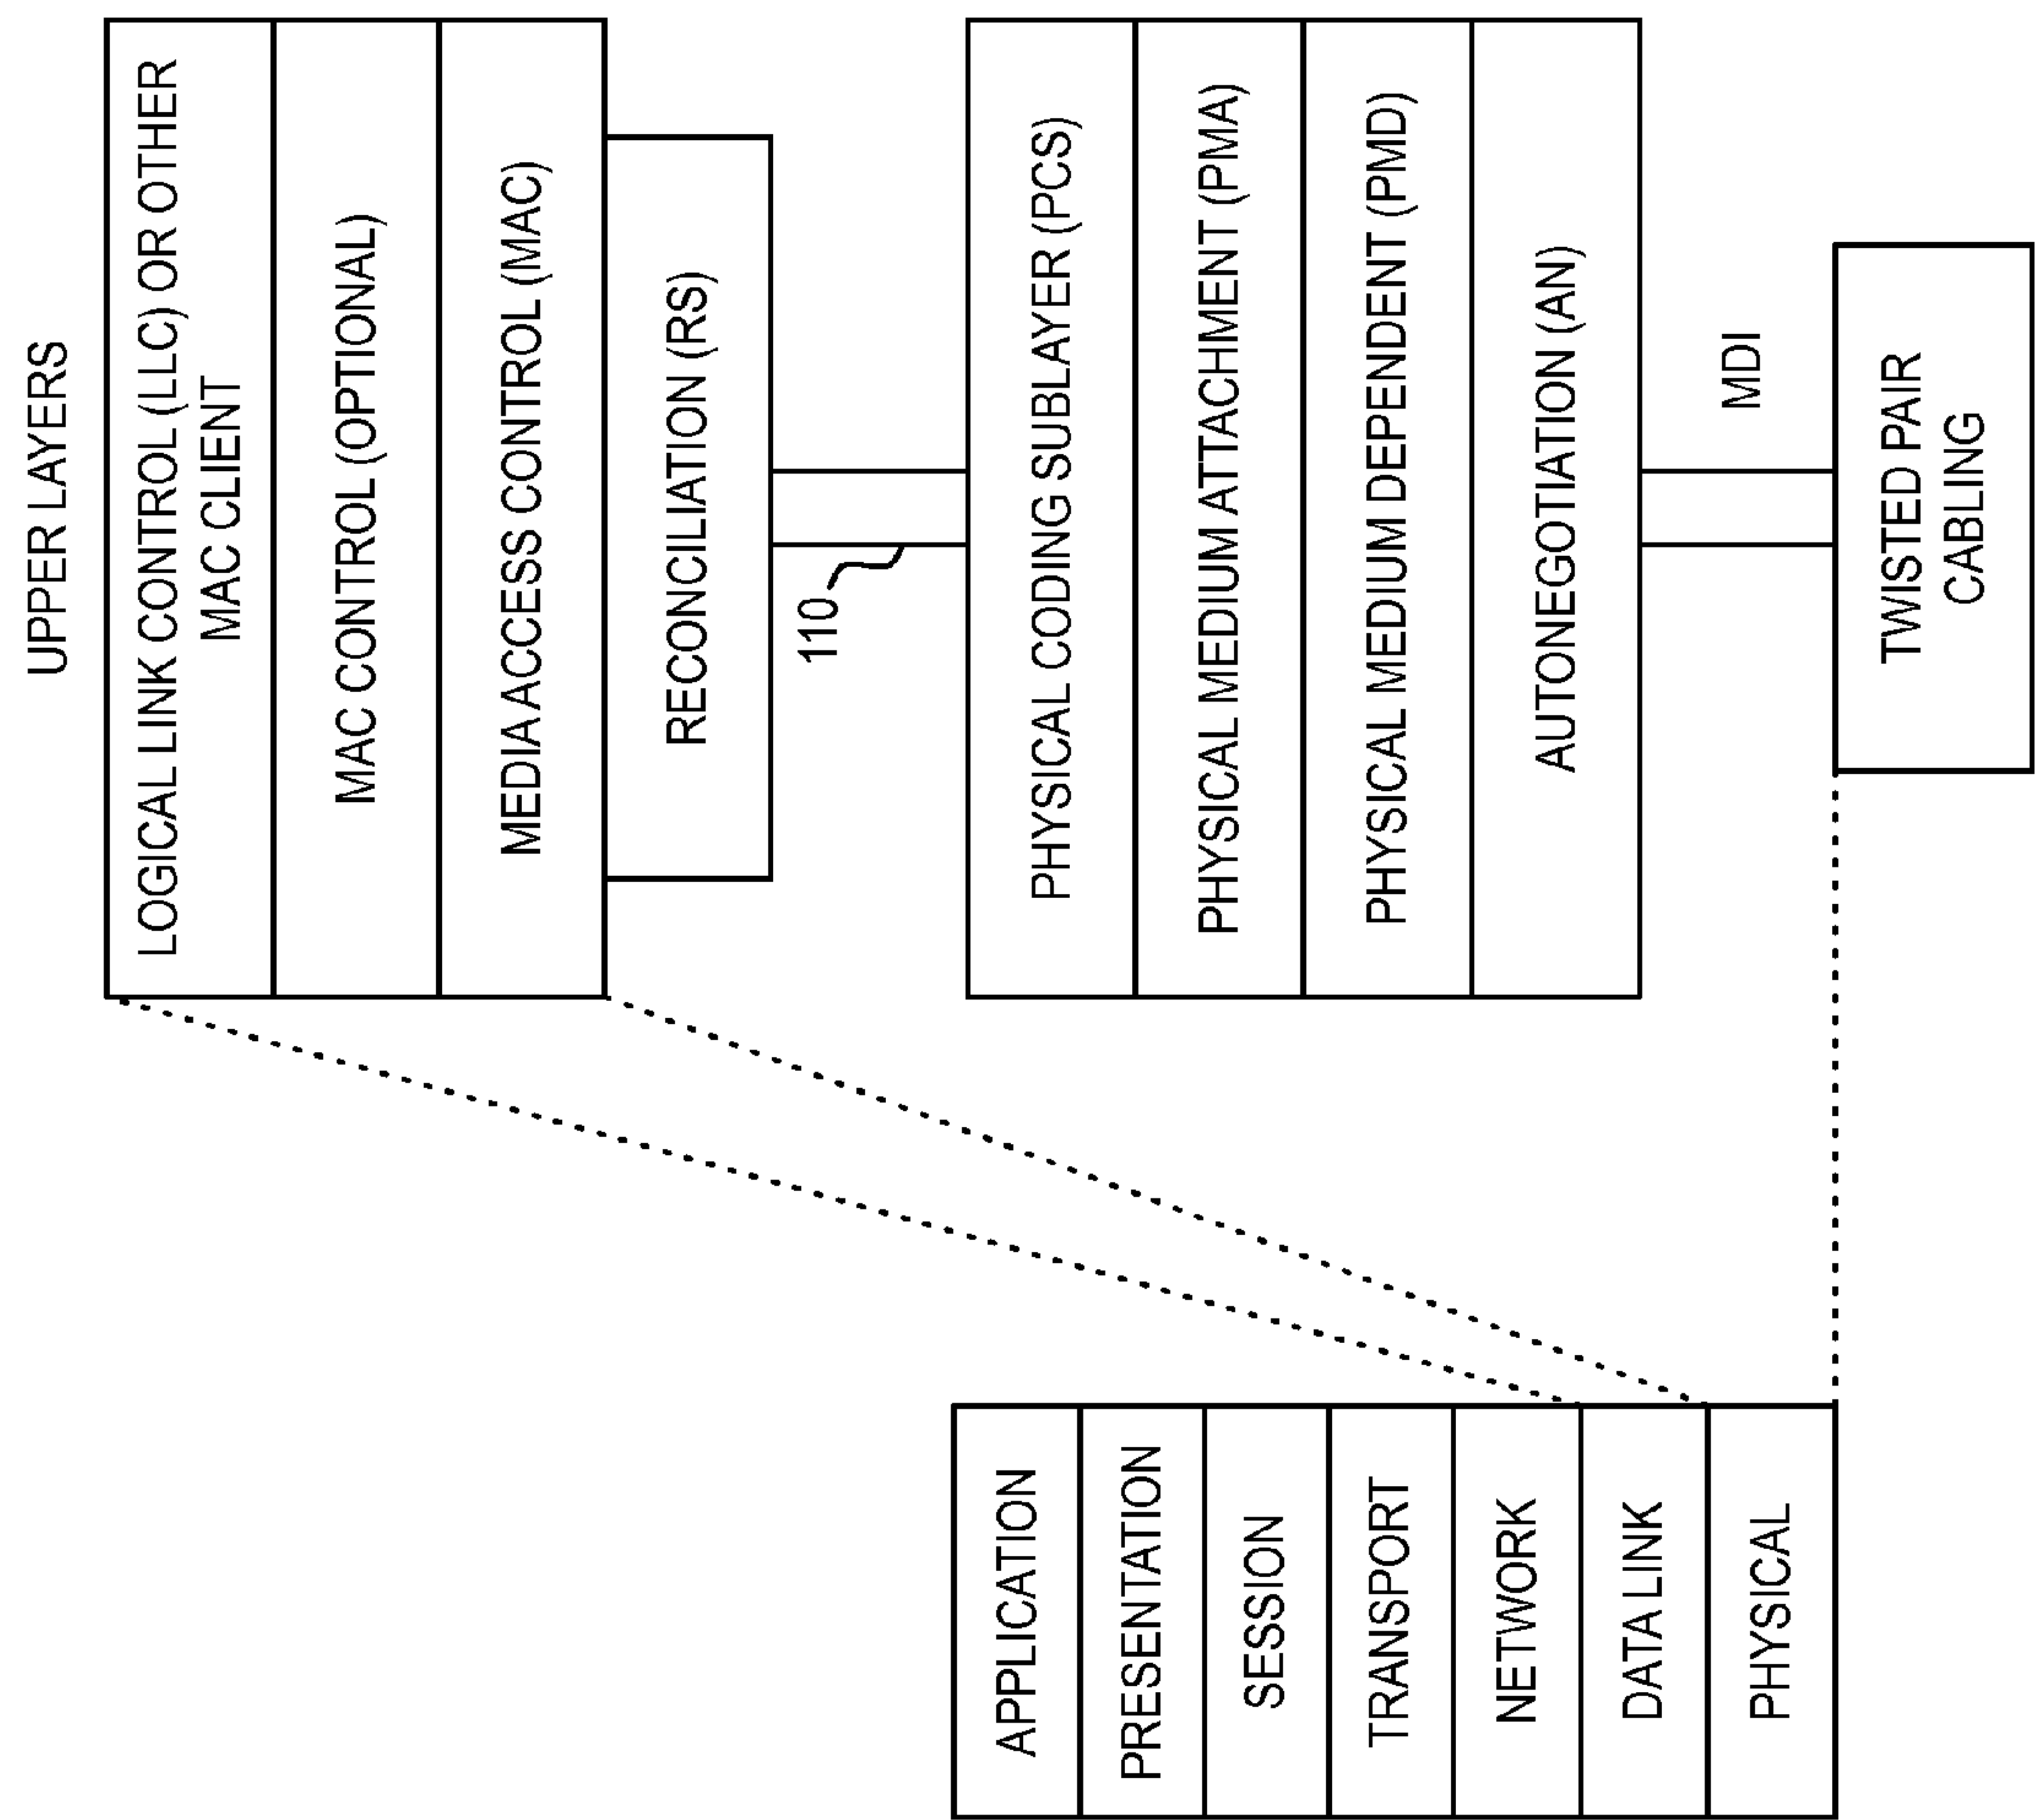 UPPER LAYERS
LOGICAL LINK CONTROL (LLC) OR OTHER
MAC CLIENT
MAC CONTROL (OPTIONAL)
MEDIA ACCESS CONTROL (MAC)
RECONCILIATION (RS)
110
PHYSICAL CODING SUBLAYER (PCS)
PHYSICAL MEDIUM ATTACHMENT (PMA)
PHYSICAL MEDIUM DEPENDENT (PMD)
AUTONEGOTIATION (AN)
MDI
TWISTED PAIR
CABLING
APPLICATION
PRESENTATION
SESSION
TRANSPORT
NETWORK
DATA LINK
PHYSICAL